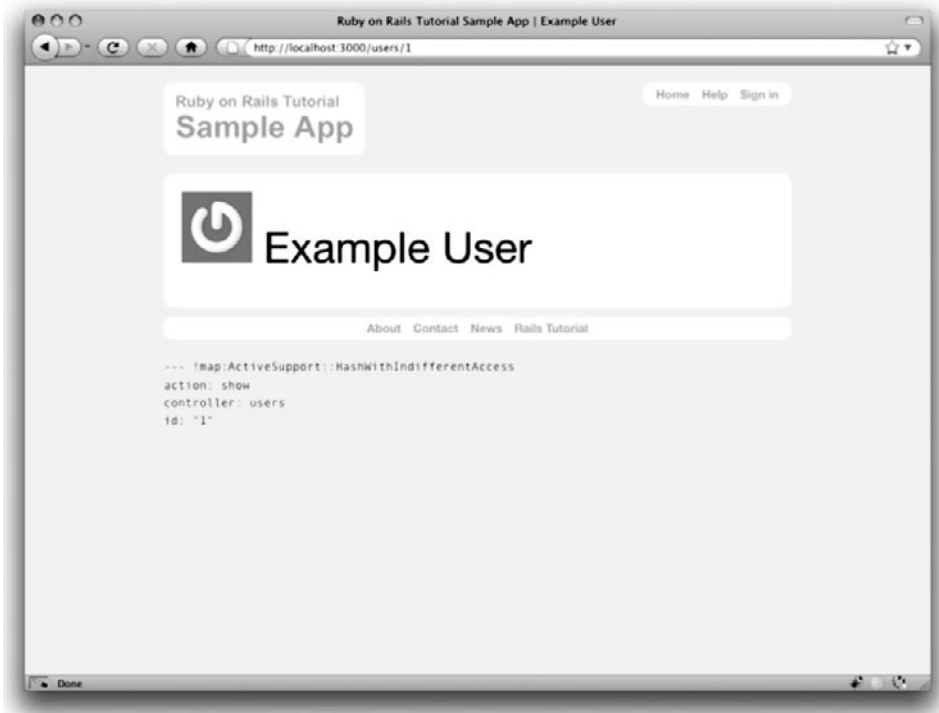 Ruby on Rails Tutorial Sample App | Example User
http://localhost:3000/users/1
Ruby on Rails Tutorial
Sample App
Home Help Sign in
Example User
About Contact News Rails Tutorial
--- !map:ActiveSupport::HashWithIndifferentAccess
action: show
controller: users
id: "1"
Done